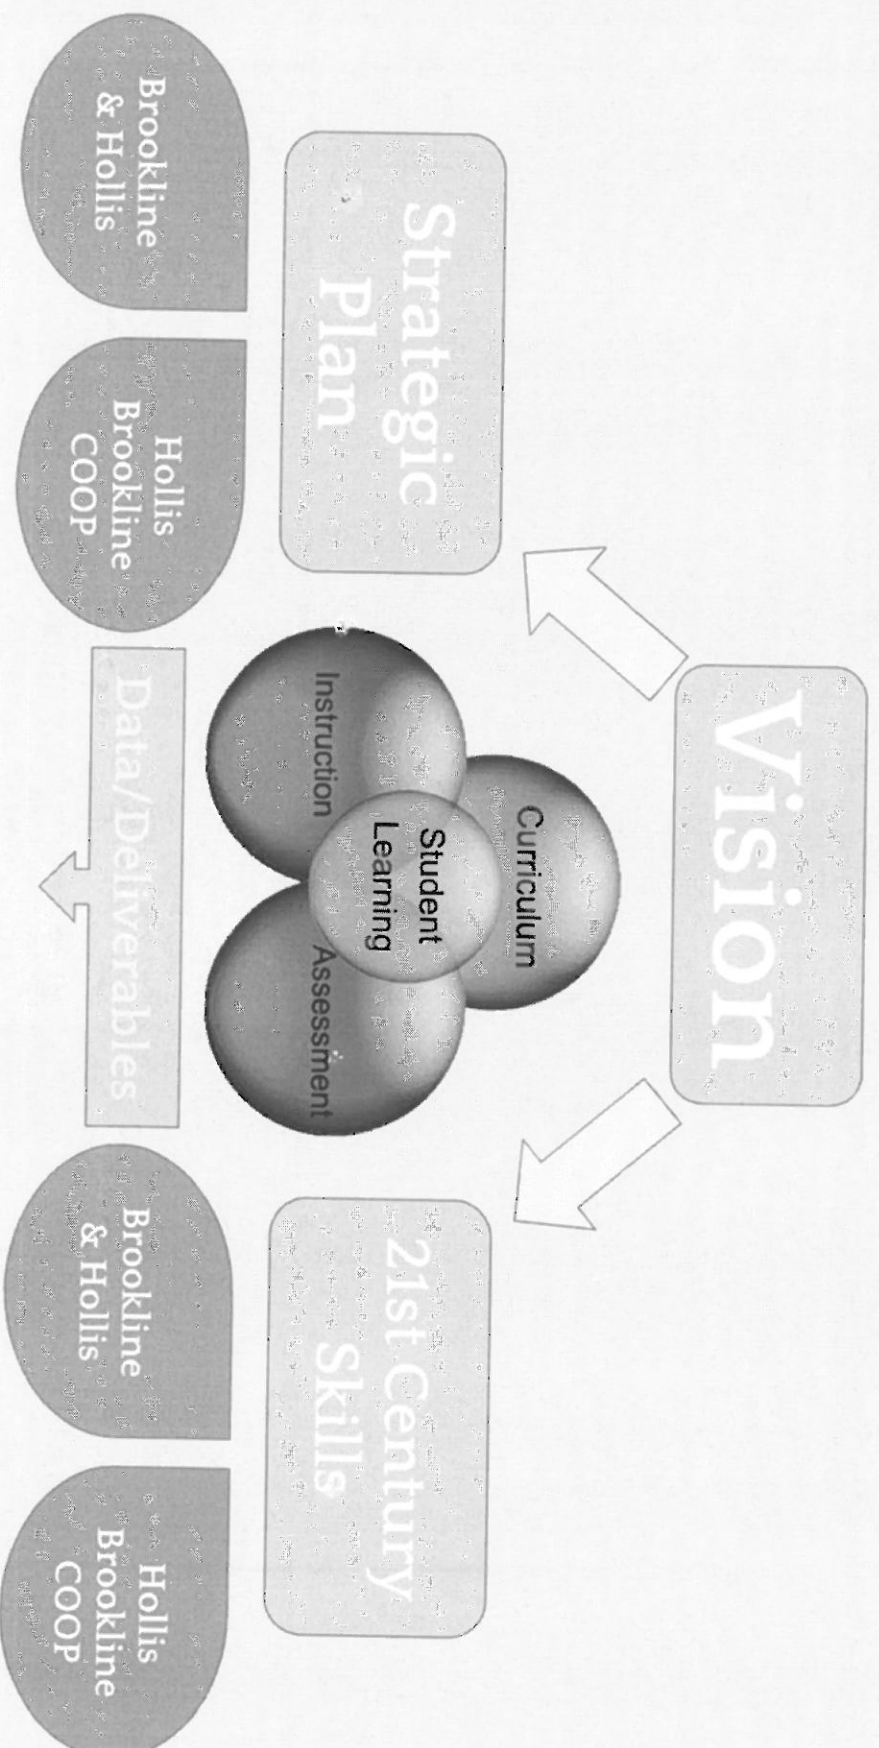 Vision
Strategic
Plan
21st Century
Skills
Curriculum
Student
Learning
Instruction
Assessment
Data/Deliverables
Brookline
& Hollis
Hollis
Brookline
COOP
Brookline
& Hollis
Hollis
Brookline
COOP